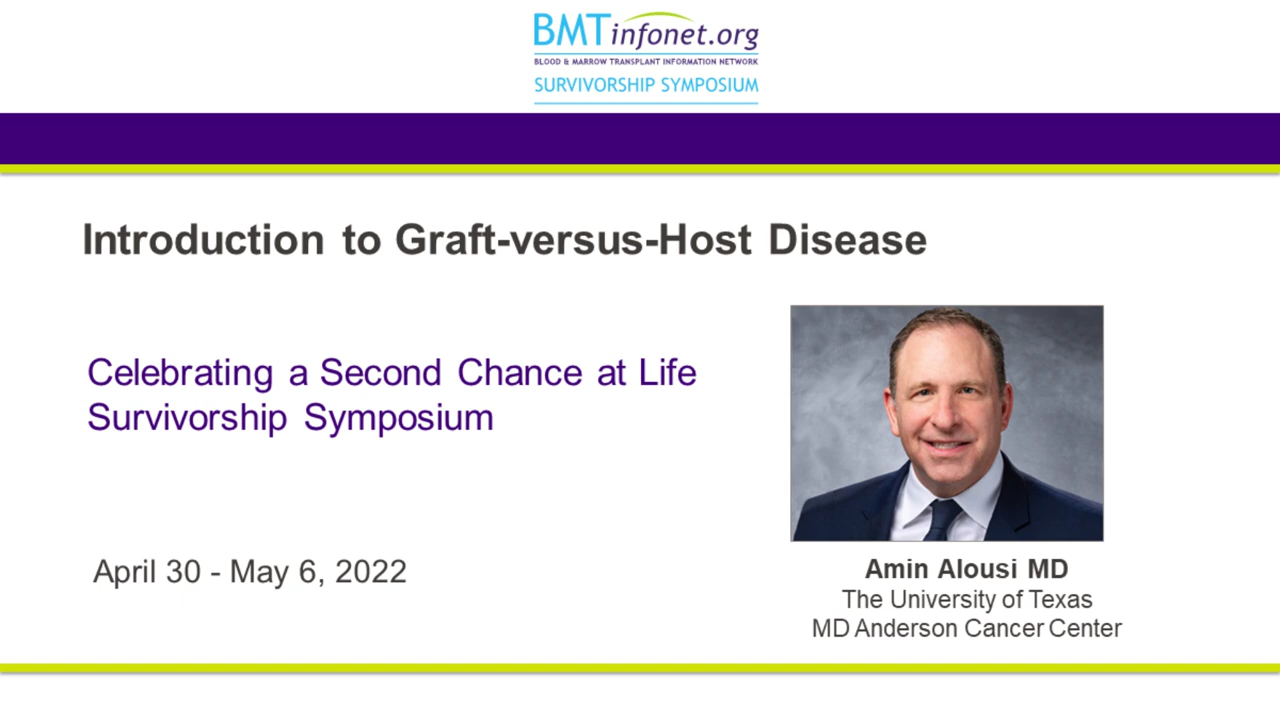 BMTinfonet.org
BLOOD & MARROW TRANSPLANT INFORMATION NETWORK
SURVIVORSHIP SYMPOSIUM
Introduction to Graft-versus-Host Disease
Celebrating a Second Chance at Life
Survivorship Symposium
April 30 - May 6, 2022
Amin Alousi MD
The University of Texas
MD Anderson Cancer Center